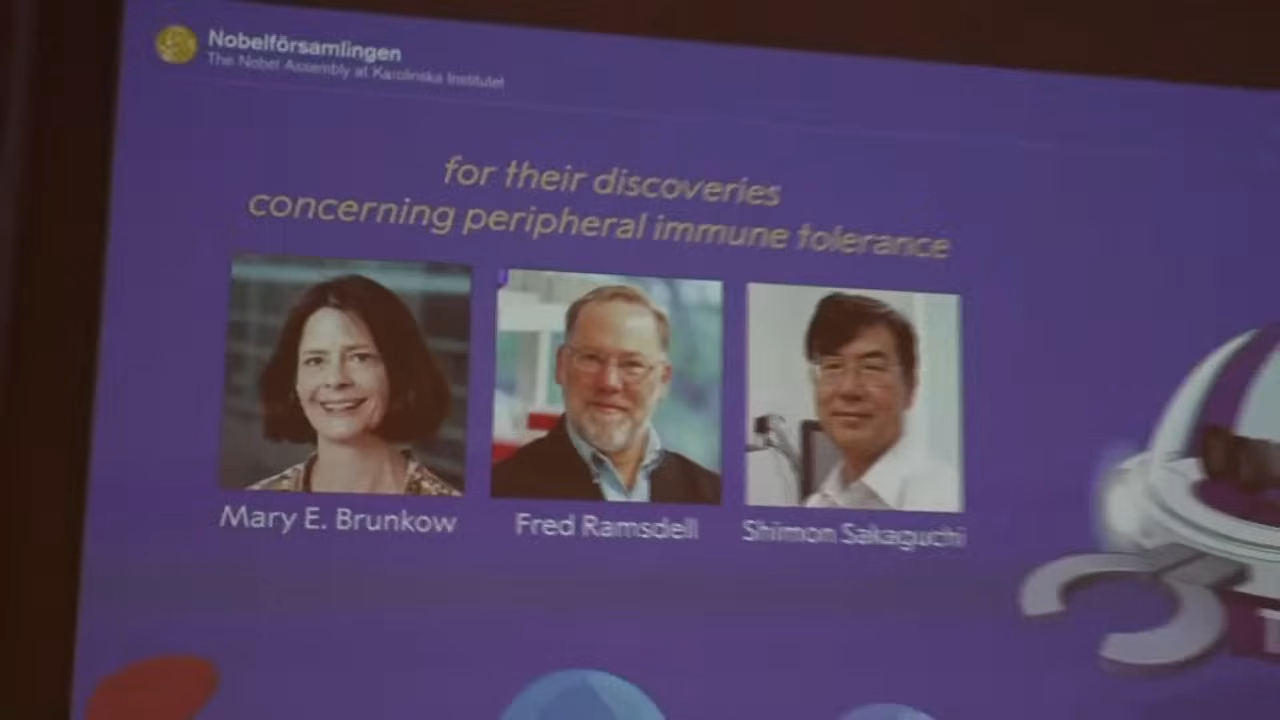 Nobelförsamlingen
The Nobel Assembly at Karolinska Institutet
for their discoveries
concerning peripheral immune tolerance
Mary E. Brunkow
Fred Ramsdell
Shimon Sakaguchi